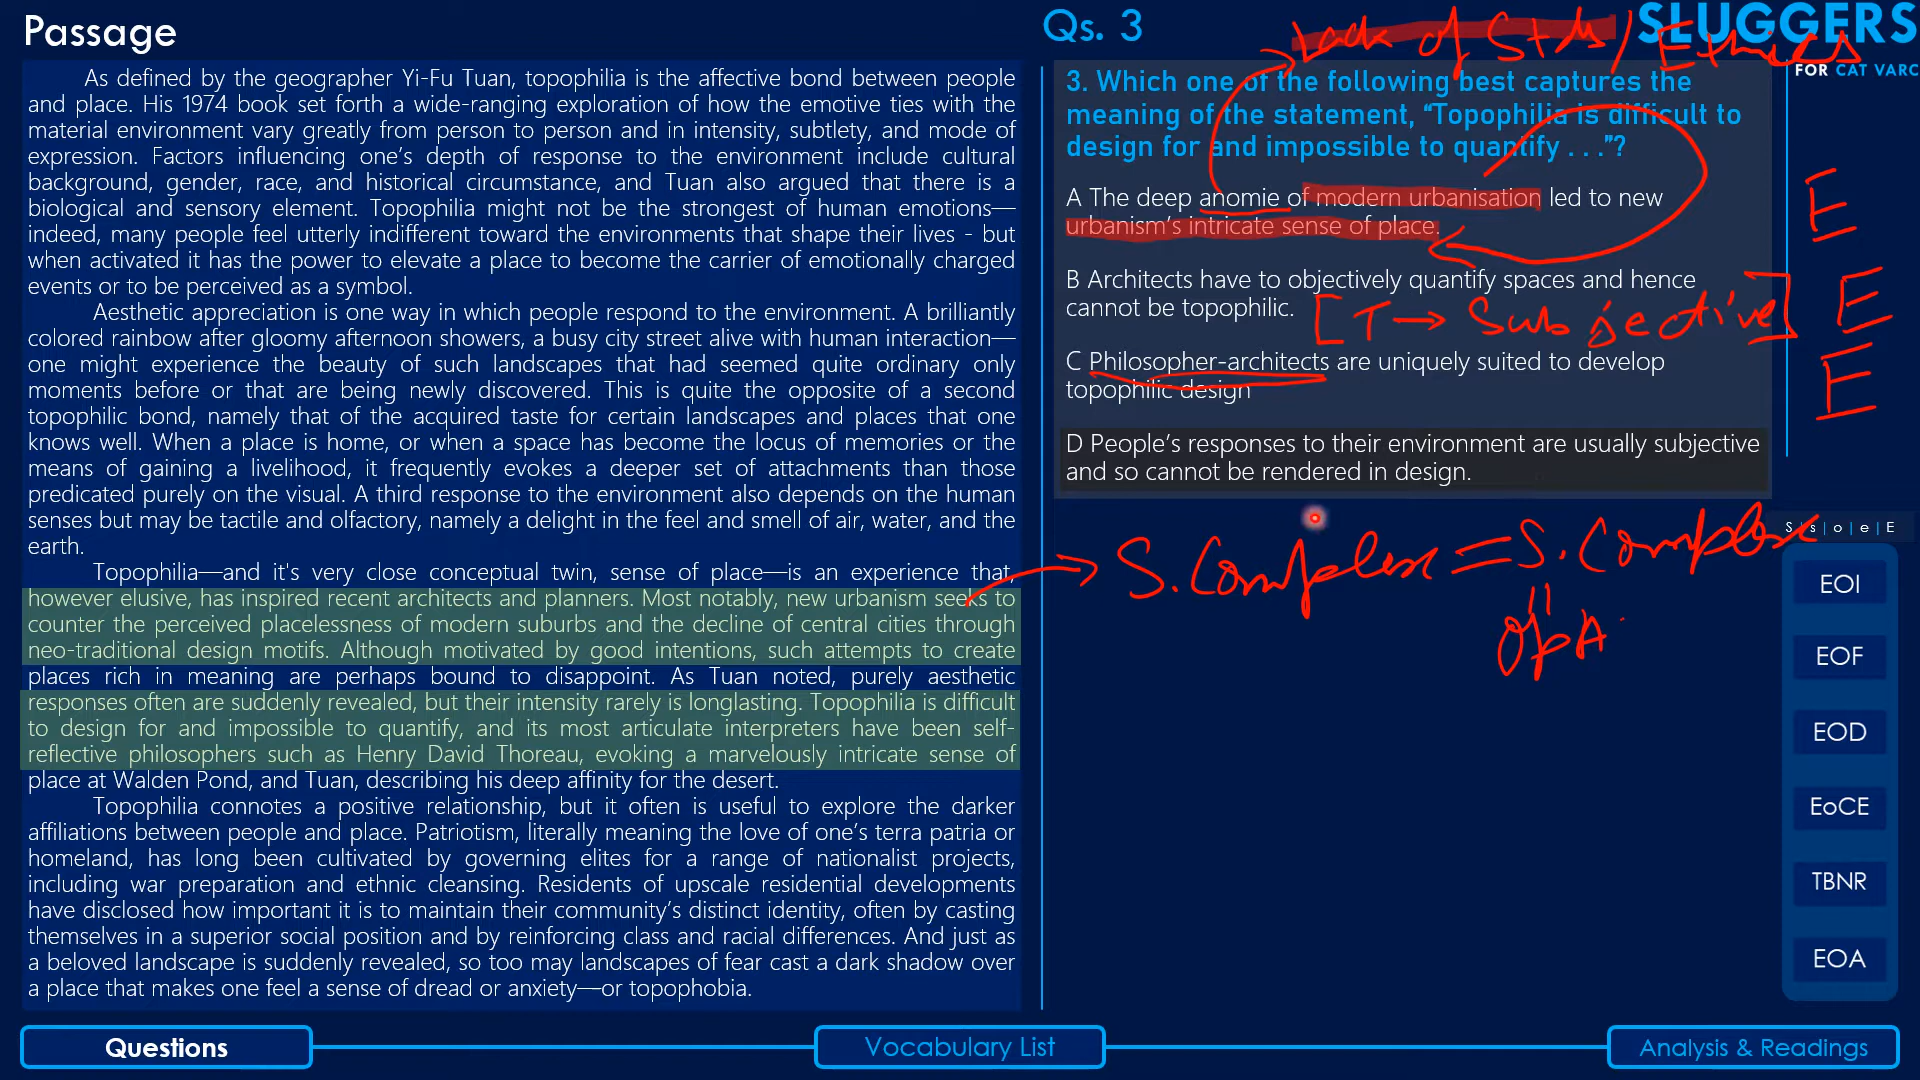 Passage
As defined by the geographer Yi-Fu Tuan, topophilia is the affective bond between people
and place. His 1974 book set forth a wide-ranging exploration of how the emotive ties with the
material environment vary greatly from person to person and in intensity, subtlety, and mode of
expression. Factors influencing one's depth of response to the environment include cultural
background, gender, race, and historical circumstance, and Tuan also argued that there is a
biological and sensory element. Topophilia might not be the strongest of human emotions—
indeed, many people feel utterly indifferent toward the environments that shape their lives - but
when activated it has the power to elevate a place to become the carrier of emotionally charged
events or to be perceived as a symbol.
Aesthetic appreciation is one way in which people respond to the environment. A brilliantly
colored rainbow after gloomy afternoon showers, a busy city street alive with human interaction—
one might experience the beauty of such landscapes that had seemed quite ordinary only
moments before or that are being newly discovered. This is quite the opposite of a second
topophilic bond, namely that of the acquired taste for certain landscapes and places that one
knows well. When a place is home, or when a space has become the locus of memories or the
means of gaining a livelihood, it frequently evokes a deeper set of attachments than those
predicated purely on the visual. A third response to the environment also depends on the human
senses but may be tactile and olfactory, namely a delight in the feel and smell of air, water, and the
earth.
Topophilia—and it's very close conceptual twin, sense of place—is an experience that,
however elusive, has inspired recent architects and planners. Most notably, new urbanism seeks to
counter the perceived placelessness of modern suburbs and the decline of central cities through
neo-traditional design motifs. Although motivated by good intentions, such attempts to create
places rich in meaning are perhaps bound to disappoint. As Tuan noted, purely aesthetic
responses often are suddenly revealed, but their intensity rarely is longlasting. Topophilia is difficult
to design for and impossible to quantify, and its most articulate interpreters have been self-
reflective philosophers such as Henry David Thoreau, evoking a marvelously intricate sense of
place at Walden Pond, and Tuan, describing his deep affinity for the desert.
Topophilia connotes a positive relationship, but it often is useful to explore the darker
affiliations between people and place. Patriotism, literally meaning the love of one's terra patria or
homeland, has long been cultivated by governing elites for a range of nationalist projects,
including war preparation and ethnic cleansing. Residents of upscale residential developments
have disclosed how important it is to maintain their community's distinct identity, often by casting
themselves in a superior social position and by reinforcing class and racial differences. And just as
a beloved landscape is suddenly revealed, so too may landscapes of fear cast a dark shadow over
a place that makes one feel a sense of dread or anxiety—or topophobia.
Qs. 3
Lack of Stds / Ethics
SLUGGERS
FOR CAT VARC
3. Which one of the following best captures the
meaning of the statement, "Topophilia is difficult to
design for and impossible to quantify . . ."?
A The deep anomie of modern urbanisation led to new
urbanism's intricate sense of place.
E
B Architects have to objectively quantify spaces and hence
cannot be topophilic.
[T → Subjective]
E
C Philosopher-architects are uniquely suited to develop
topophilic design
E
D People's responses to their environment are usually subjective
and so cannot be rendered in design.
S. Complex = S. Complex
OpA
S | s | o | e | E
EOI
EOF
EOD
EoCE
TBNR
EOA
Questions
Vocabulary List
Analysis & Readings